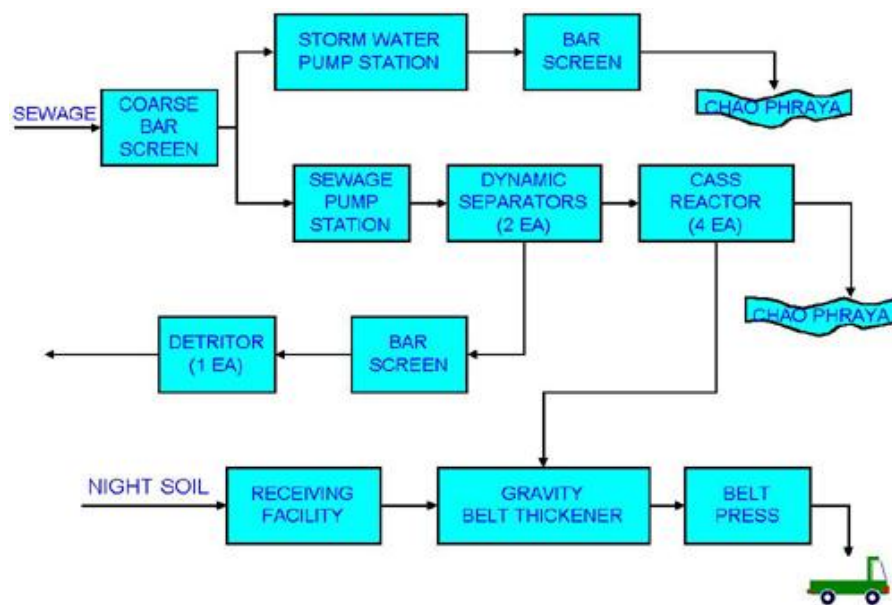 STORM WATER
PUMP STATION
BAR
SCREEN
CHAO PHRAYA
SEWAGE
COARSE
BAR
SCREEN
SEWAGE
PUMP
STATION
DYNAMIC
SEPARATORS
(2 EA)
CASS
REACTOR
(4 EA)
CHAO PHRAYA
DETRITOR
(1 EA)
BAR
SCREEN
NIGHT SOIL
RECEIVING
FACILITY
GRAVITY
BELT THICKENER
BELT
PRESS